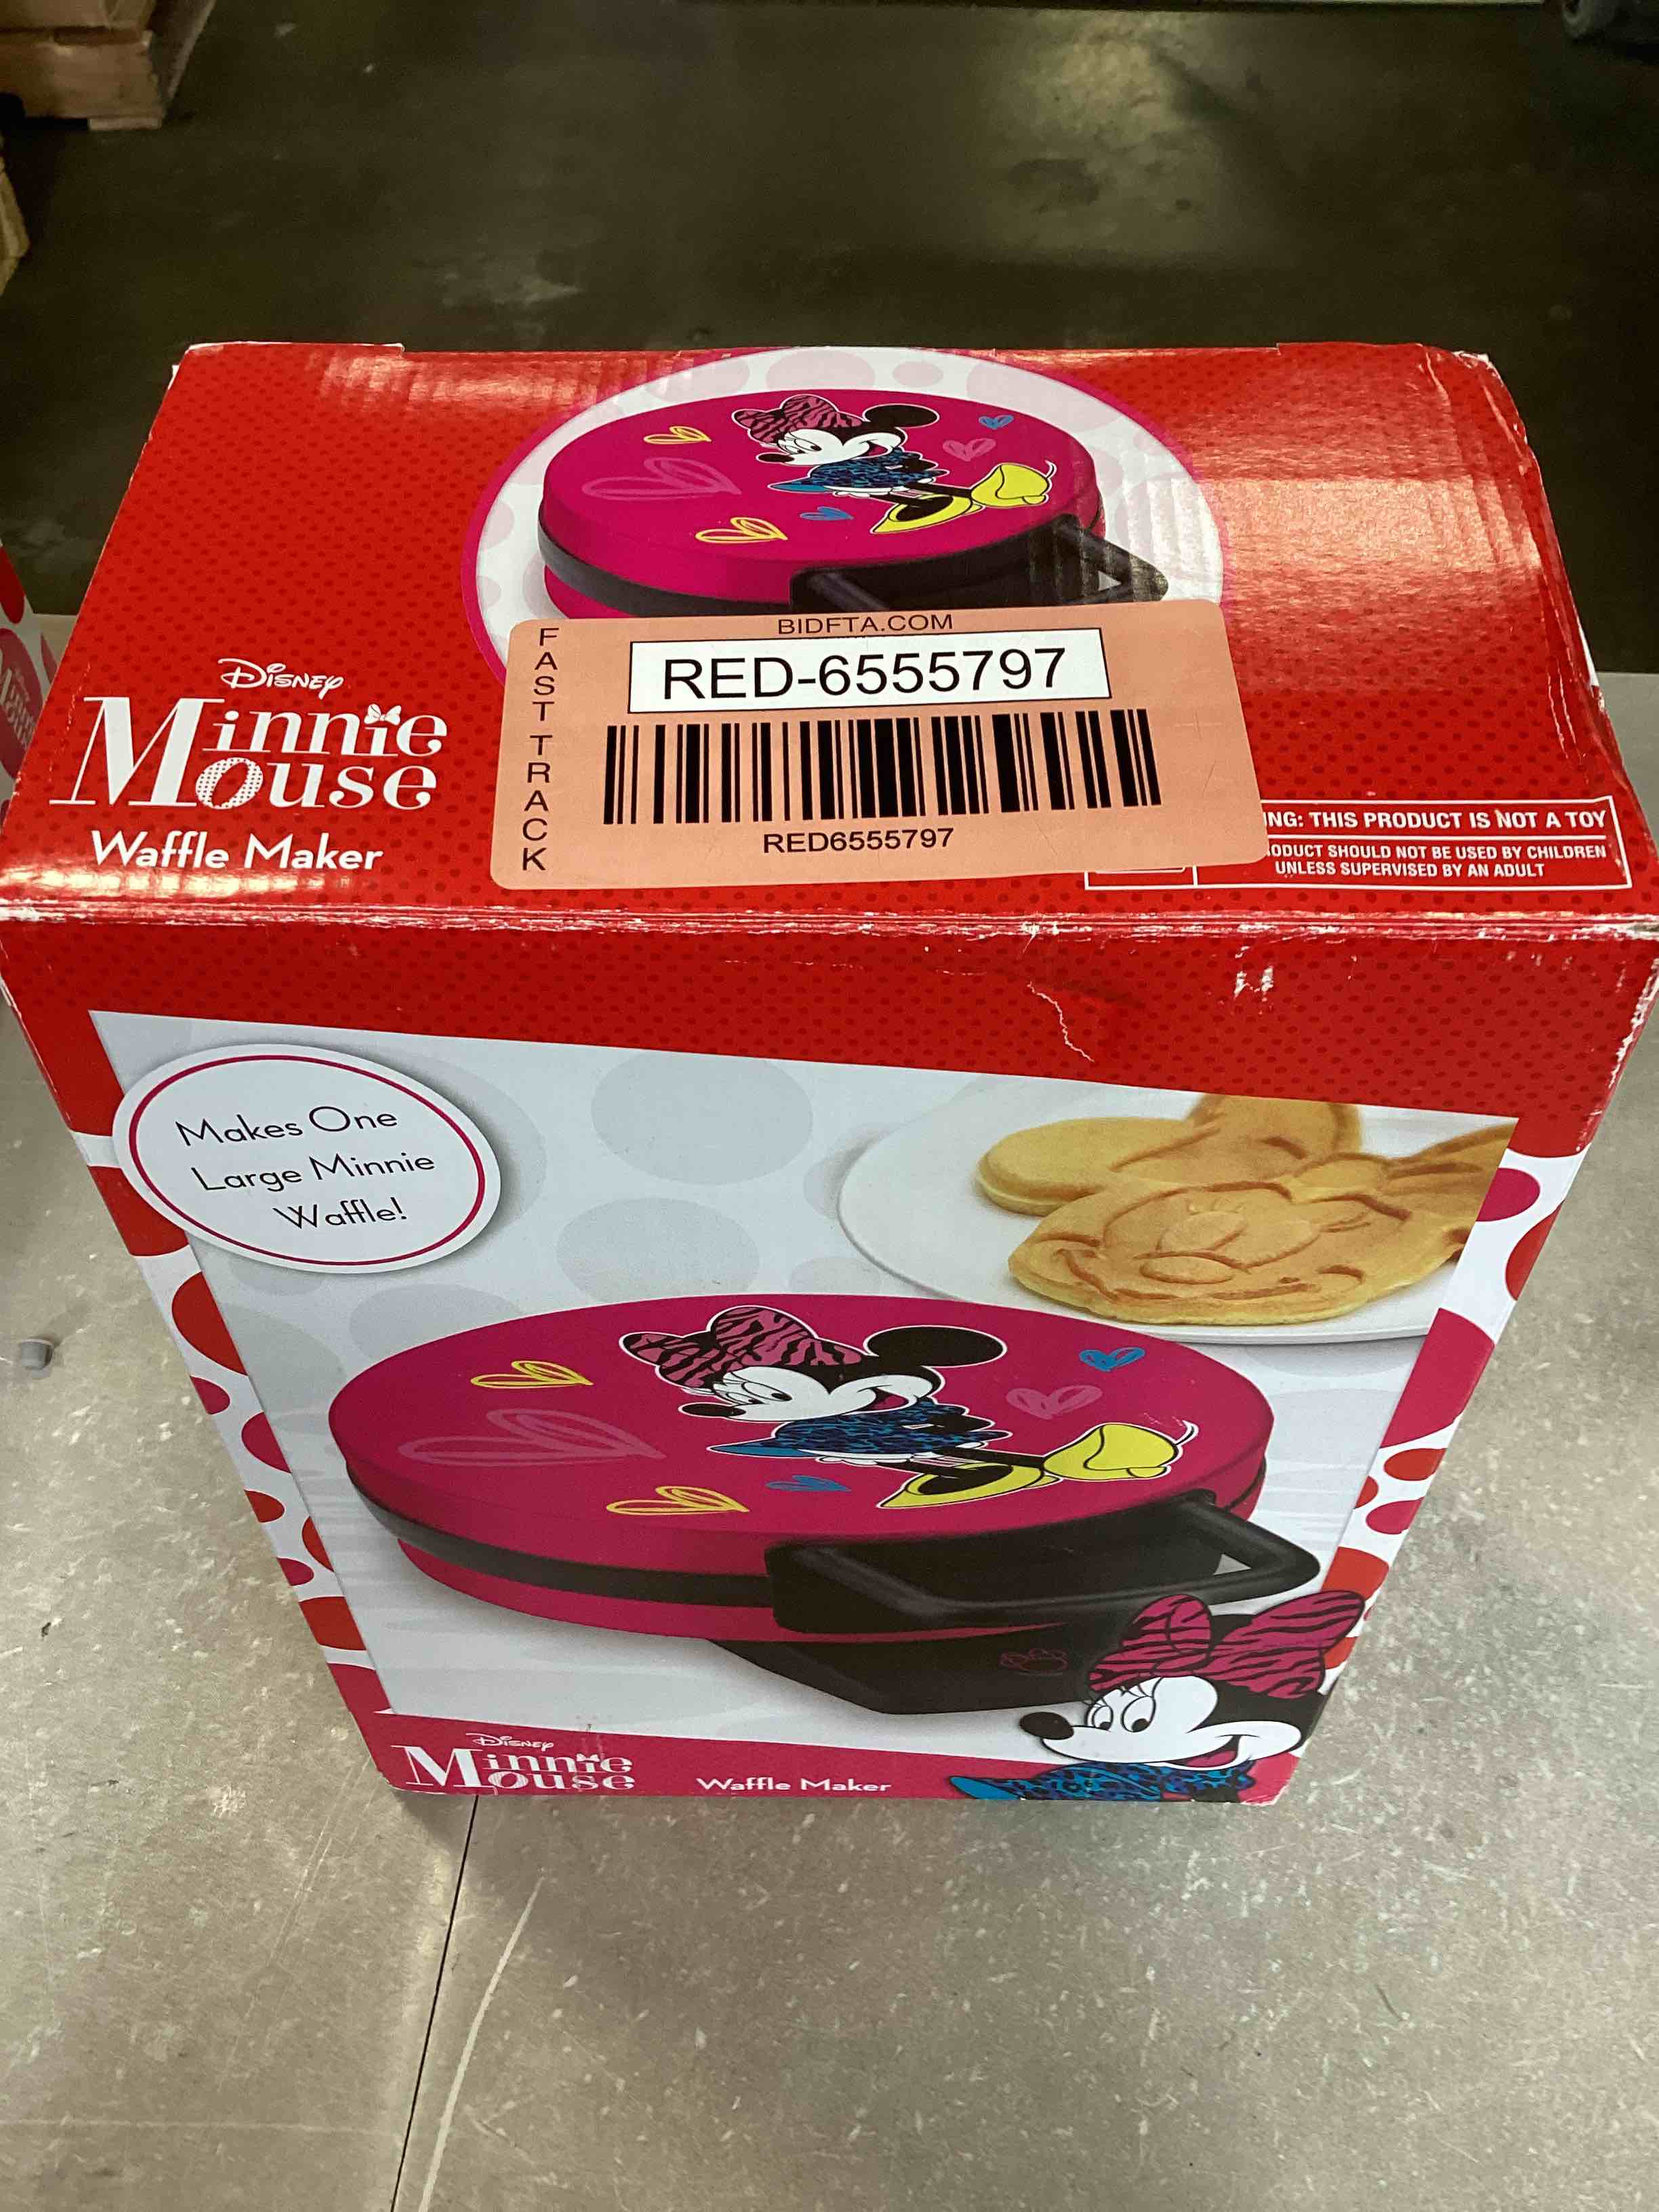 BIDFTA.COM
FAST TRACK
RED-6555797
RED6555797
Disney
Minnie
Mouse
Waffle Maker
NG: THIS PRODUCT IS NOT A TOY
ODUCT SHOULD NOT BE USED BY CHILDREN
UNLESS SUPERVISED BY AN ADULT
Makes One
Large Minnie
Waffle!
Disney
Minnie
Mouse
Waffle Maker